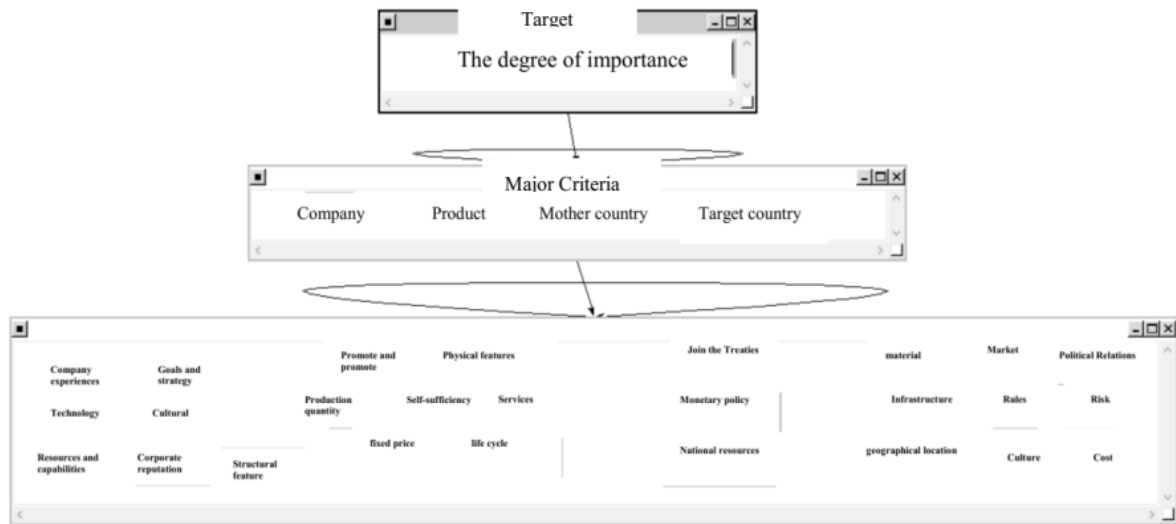 Target
The degree of importance
Major Criteria
Company Product Mother country Target country
Company
experiences
Goals and
strategy
Promote and
promote
Physical features
Join the Treaties
material
Market
Political Relations
Technology
Cultural
Production
quantity
Self-sufficiency
Services
Monetary policy
Infrastructure
Rules
Risk
Resources and
capabilities
Corporate
reputation
Structural
feature
fixed price
life cycle
National resources
geographical location
Culture
Cost